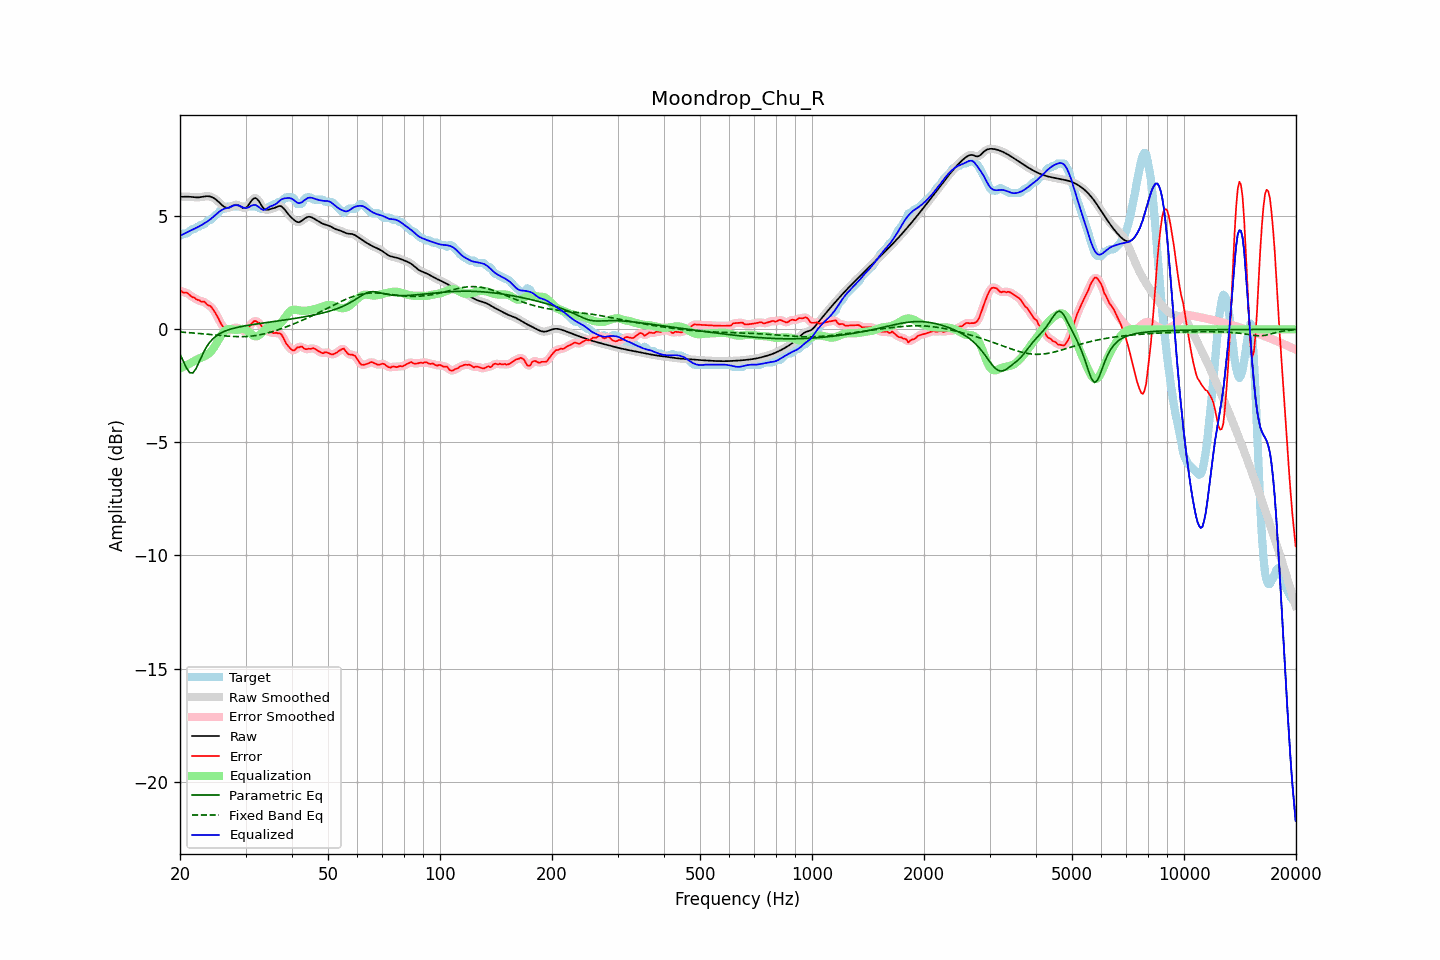 Moondrop_Chu_R
Amplitude (dBr)
5
0
−5
−10
−15
−20
Target
Raw Smoothed
Error Smoothed
Raw
Error
Equalization
Parametric Eq
Fixed Band Eq
Equalized
20 50 100 200 500 1000 2000 5000 10000 20000
Frequency (Hz)